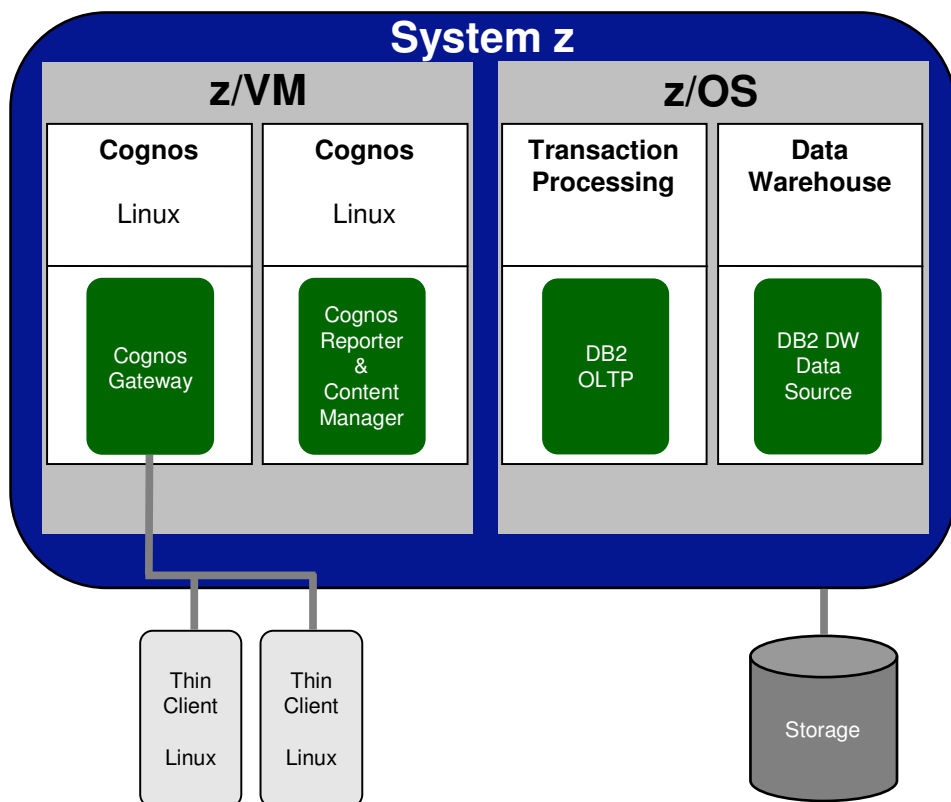 System z
z/VM
Cognos
Linux
Cognos
Linux
Cognos
Gateway
Cognos
Reporter
&
Content
Manager
z/OS
Transaction
Processing
Data
Warehouse
DB2
OLTP
DB2 DW
Data
Source
Thin
Client
Linux
Thin
Client
Linux
Storage